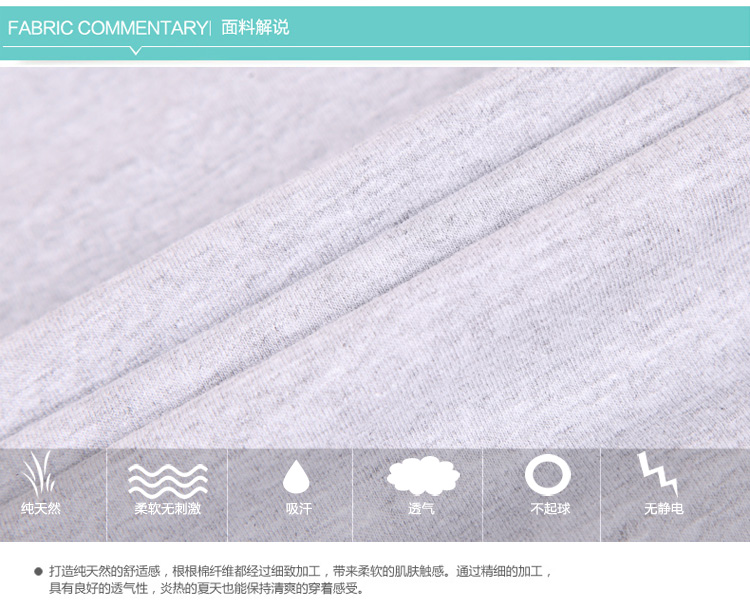 FABRIC COMMENTARY| 面料解说
纯天然 柔软无刺激 吸汗 透气 不起球 无静电
● 打造纯天然的舒适感，根根棉纤维都经过细致加工，带来柔软的肌肤触感。通过精细的加工，
具有良好的透气性，炎热的夏天也能保持清爽的穿着感受。